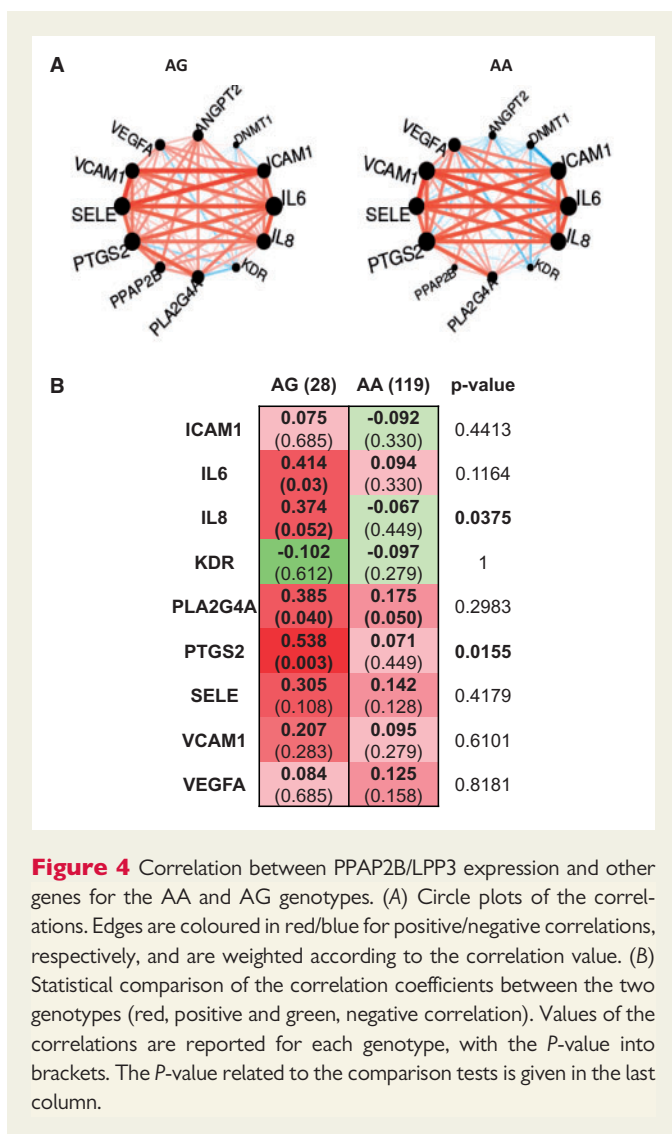 A
AG
AA
ANGPT2
DNMT1
ICAM1
IL6
IL8
KDR
PLA2G4A
PPAP2B
PTGS2
SELE
VCAM1
VEGFA
ANGPT2
DNMT1
ICAM1
IL6
IL8
KDR
PLA2G4A
PPAP2B
PTGS2
SELE
VCAM1
VEGFA
B
AG (28) AA (119) p-value
ICAM1 0.075 (0.685) -0.092 (0.330) 0.4413
IL6 0.414 (0.03) 0.094 (0.330) 0.1164
IL8 0.374 (0.052) -0.067 (0.449) 0.0375
KDR -0.102 (0.612) -0.097 (0.279) 1
PLA2G4A 0.385 (0.040) 0.175 (0.050) 0.2983
PTGS2 0.538 (0.003) 0.071 (0.449) 0.0155
SELE 0.305 (0.108) 0.142 (0.128) 0.4179
VCAM1 0.207 (0.283) 0.095 (0.279) 0.6101
VEGFA 0.084 (0.685) 0.125 (0.158) 0.8181
Figure 4 Correlation between PPAP2B/LPP3 expression and other
genes for the AA and AG genotypes. (A) Circle plots of the correl-
ations. Edges are coloured in red/blue for positive/negative correlations,
respectively, and are weighted according to the correlation value. (B)
Statistical comparison of the correlation coefficients between the two
genotypes (red, positive and green, negative correlation). Values of the
correlations are reported for each genotype, with the P-value into
brackets. The P-value related to the comparison tests is given in the last
column.